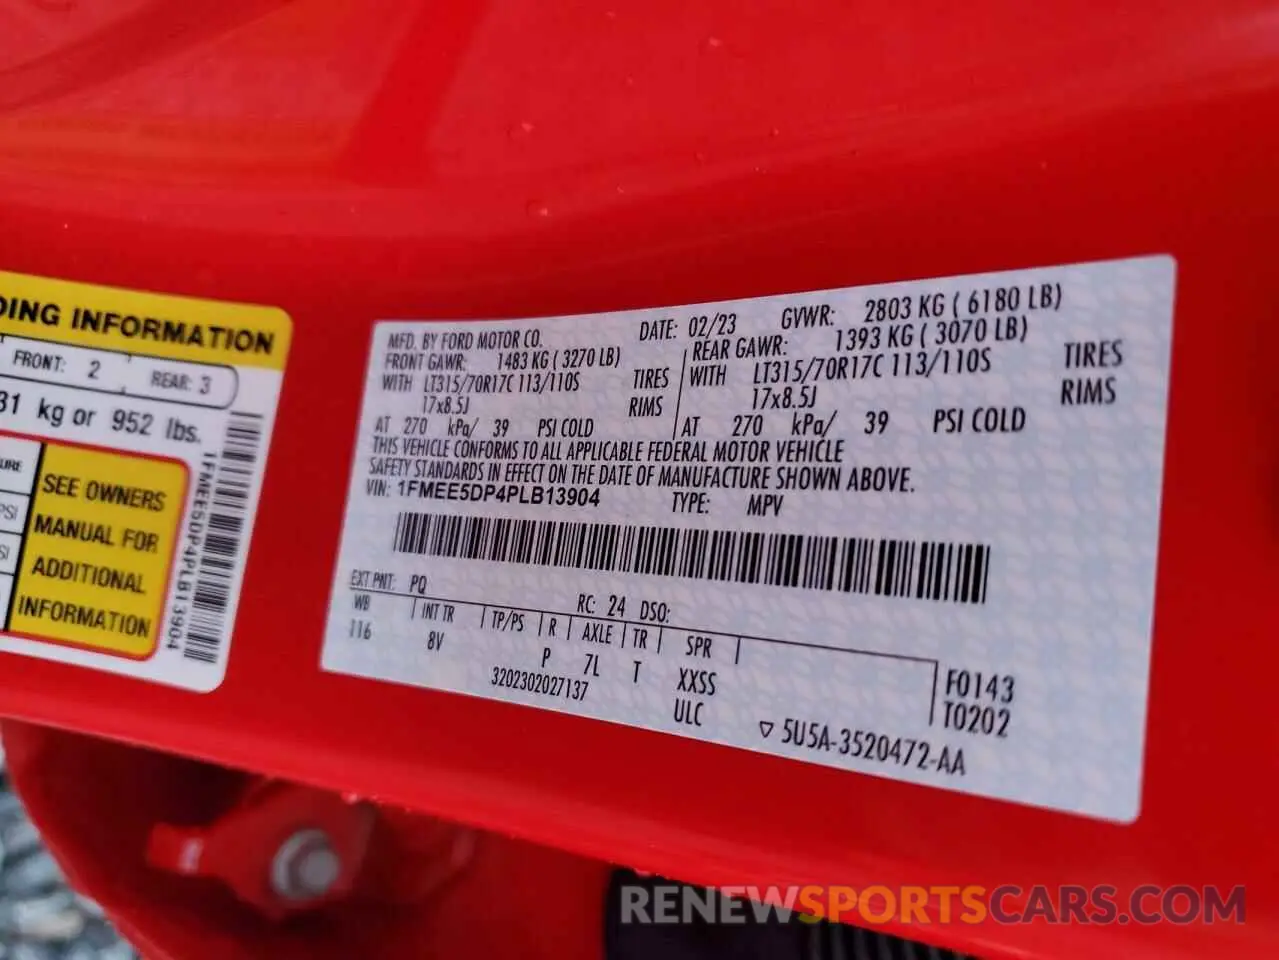 DING INFORMATION
FRONT: 2 REAR: 3
31 kg or 952 lbs.
SEE OWNERS
MANUAL FOR
ADDITIONAL
INFORMATION
1FMEE5DP4PLB13904
MFD. BY FORD MOTOR CO. DATE: 02/23 GVWR: 2803 KG ( 6180 LB)
FRONT GAWR: 1483 KG ( 3270 LB) REAR GAWR: 1393 KG ( 3070 LB)
WITH LT315/70R17C 113/110S TIRES WITH LT315/70R17C 113/110S TIRES
17x8.5J RIMS 17x8.5J RIMS
AT 270 kPa/ 39 PSI COLD AT 270 kPa/ 39 PSI COLD
THIS VEHICLE CONFORMS TO ALL APPLICABLE FEDERAL MOTOR VEHICLE
SAFETY STANDARDS IN EFFECT ON THE DATE OF MANUFACTURE SHOWN ABOVE.
VIN: 1FMEE5DP4PLB13904 TYPE: MPV
EXT PNT: PQ RC: 24 DSO:
WB INT TR TP/PS R AXLE TR SPR
116 8V P 7L T XXSS
3202302027137 ULC
F0143
T0202
5U5A-3520472-AA
RENEWSPORTSCARS.COM